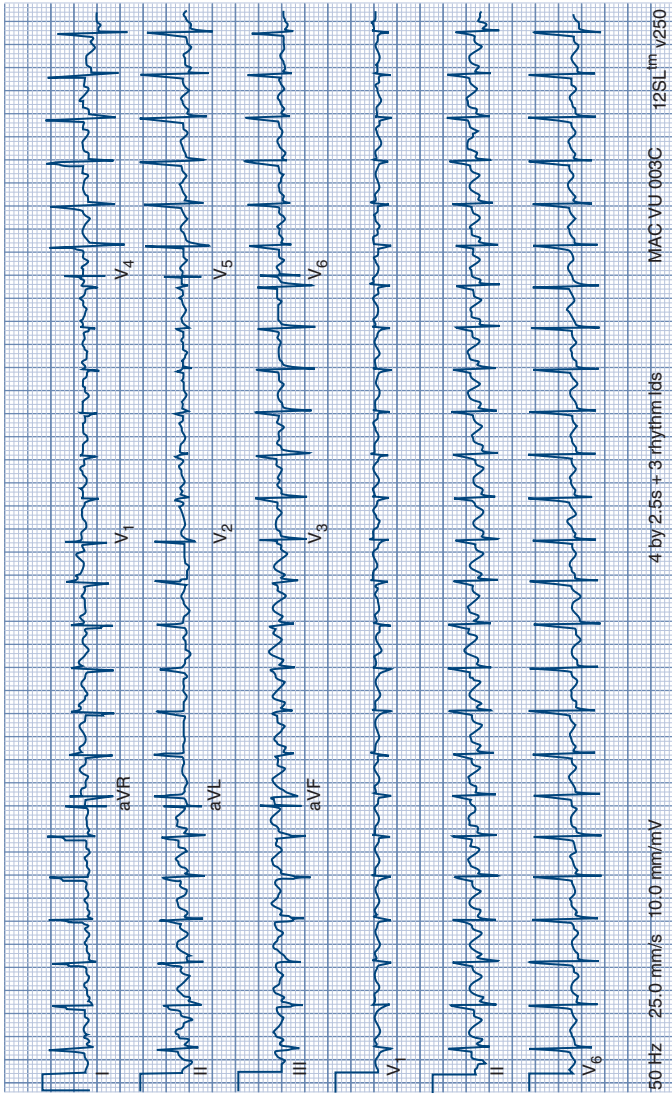 I aVR V₁ V₄
II aVL V₂ V₅
III aVF V₃ V₆
V₁
II
V₆
50 Hz 25.0 mm/s 10.0 mm/mV 4 by 2.5s + 3 rhythm lds MAC VU 003C 12SL™ v250